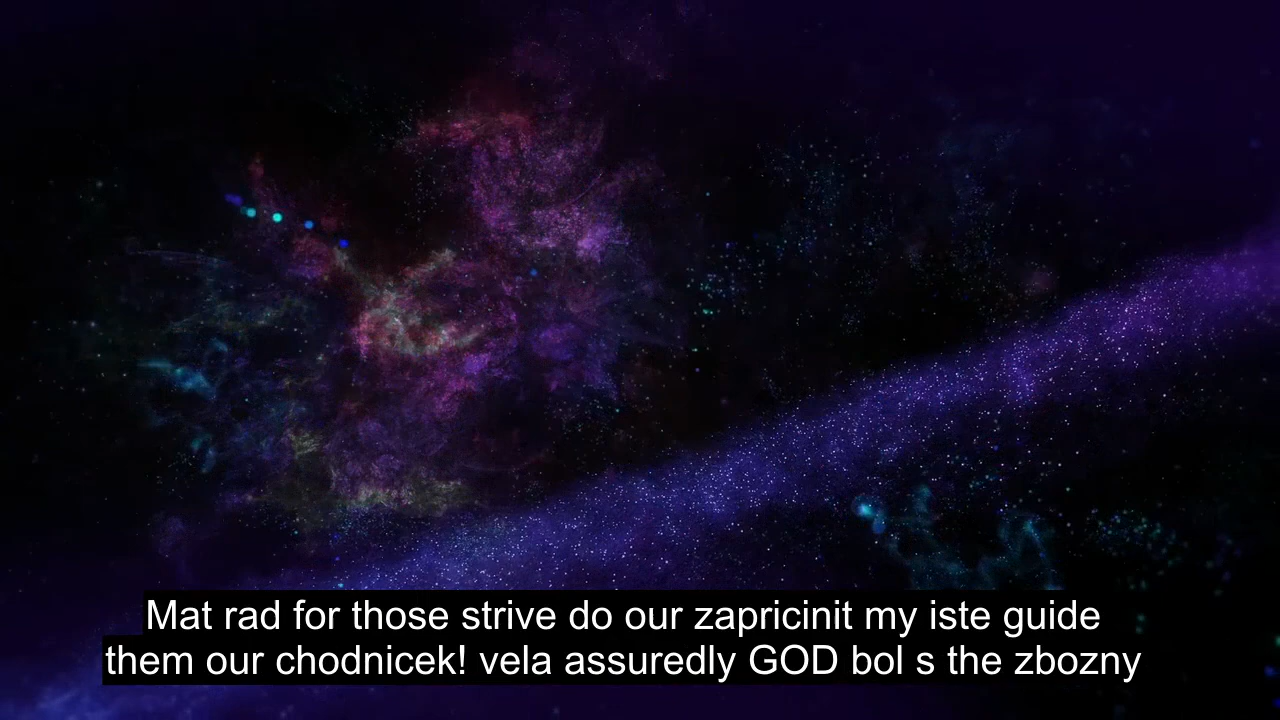 Mat rad for those strive do our zapricinit my iste guide
them our chodnicek! vela assuredly GOD bol s the zbozny